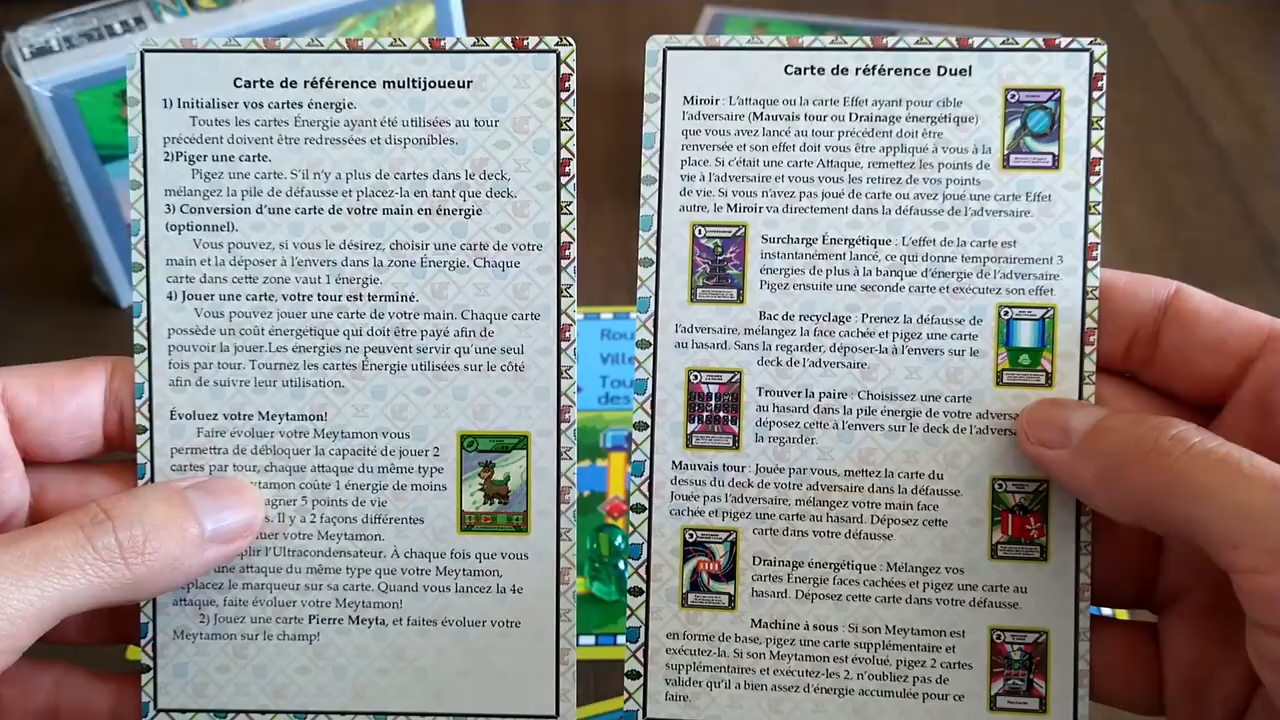 Carte de référence multijoueur
1) Initialiser vos cartes énergie.
Toutes les cartes Énergie ayant été utilisées au tour
précédent doivent être redressées et disponibles.
2)Piger une carte.
Pigez une carte. S'il n'y a plus de cartes dans le deck,
mélangez la pile de défausse et placez-la en tant que deck.
3) Conversion d'une carte de votre main en énergie
(optionnel).
Vous pouvez, si vous le désirez, choisir une carte de votre
main et la déposer à l'envers dans la zone Énergie. Chaque
carte dans cette zone vaut 1 énergie.
4) Jouer une carte, votre tour est terminé.
Vous pouvez jouer 1 carte de votre main. Chaque carte
possède un coût énergétique qui doit être payé afin de
pouvoir la jouer.Les énergies ne peuvent servir qu'une seul
fois par tour. Tournez les cartes Énergie utilisées sur le côté
afin de suivre leur utilisation.
Évoluez votre Meytamon!
Faire évoluer votre Meytamon vous
permettra de débloquer la capacité de jouer 2
cartes par tour, chaque attaque du même type
coûte 1 énergie de moins
5 points de vie
Il y a 2 façons différentes
votre Meytamon.
l'Ultracondensateur. À chaque fois que vous
une attaque du même type que votre Meytamon,
le marqueur sur sa carte. Quand vous lancez la 4e
attaque, faite évoluer votre Meytamon!
2) Jouez une carte Pierre Meyta, et faites évoluer votre
Meytamon sur le champ!
Carte de référence Duel
Miroir : L'attaque ou la carte Effet ayant pour cible
l'adversaire (Mauvais tour ou Drainage énergétique)
que vous avez lancé au tour précédent doit être
renversée et son effet doit vous être appliqué à vous à la
place. Si c'était une carte Attaque, remettez les points de
vie à l'adversaire et vous vous les retirez de vos points
de vie. Si vous n'avez pas joué de carte ou avez joué une carte Effet
autre, le Miroir va directement dans la défausse de l'adversaire.
Surcharge Énergétique : L'effet de la carte est
instantanément lancé, ce qui donne temporairement 3
énergies de plus à la banque d'énergie de l'adversaire.
Pigez ensuite une seconde carte et exécutez son effet.
Bac de recyclage : Prenez la défausse de
l'adversaire, mélangez la face cachée et pigez une carte
au hasard. Sans la regarder, déposer-la à l'envers sur le
deck de l'adversaire.
Trouver la paire : Choisissez une carte
au hasard dans la pile énergie de votre
déposez cette à l'envers sur le deck de
la regarder.
Mauvais tour : Jouée par vous, mettez la carte du
dessus du deck de votre adversaire dans la défausse.
Jouée pas l'adversaire, mélangez votre main face
cachée et pigez une carte au hasard. Déposez cette
carte dans votre défausse.
Drainage énergétique : Mélangez vos
cartes Énergie faces cachées et pigez une carte au
hasard. Déposez cette carte dans votre défausse.
Machine à sous : Si son Meytamon est
en forme de base, pigez une carte supplémentaire et
exécutez-la. Si son Meytamon est évolué, pigez 2 cartes
supplémentaires et exécutez-les 2, n'oubliez pas de
valider qu'il a bien assez d'énergie accumulée pour ce
faire.